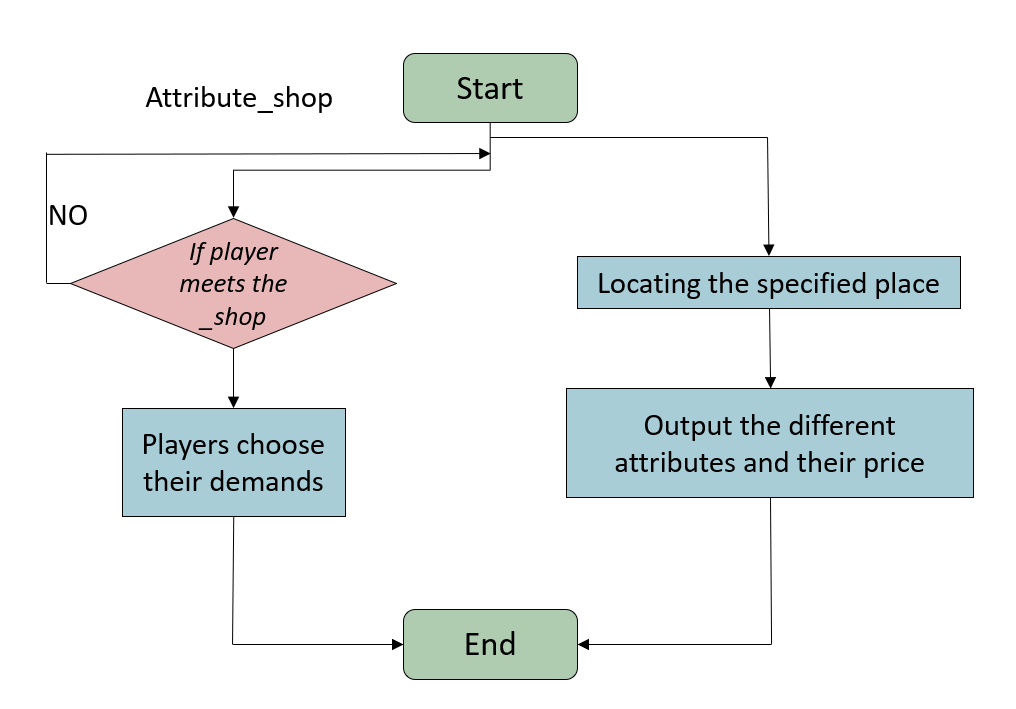 Start
Attribute_shop
NO
If player
meets the
_shop
Locating the specified place
Players choose
their demands
Output the different
attributes and their price
End